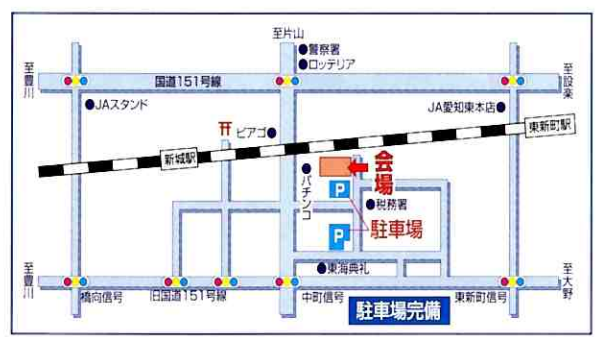 至片山
警察署
ロッテリア
至豊川
国道151号線
至設楽
JAスタンド
JA愛知東本店
ピアゴ
東新町駅
新城駅
会場
パチンコ
P
税務署
駐車場
P
至豊川
東海典礼
至大野
橋向信号
旧国道151号線
中町信号
東新町信号
駐車場完備